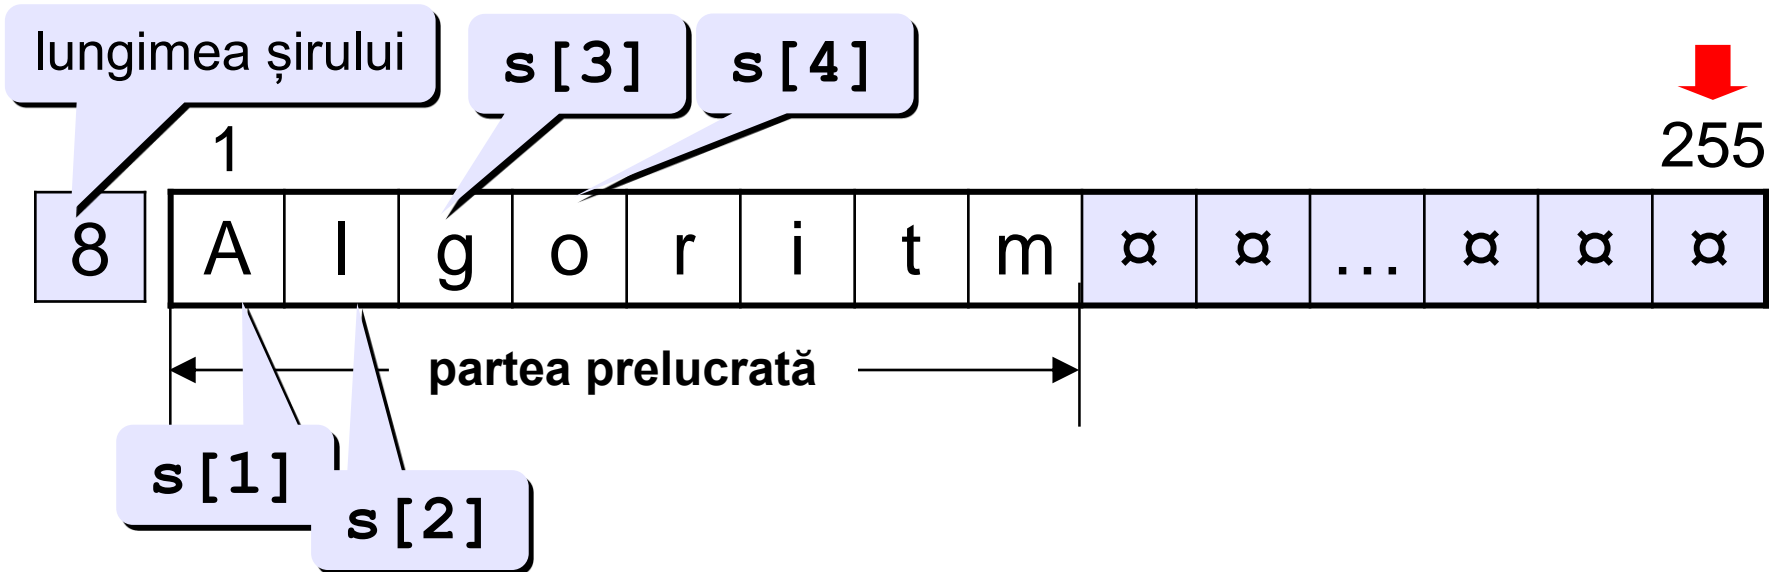 lungimea șirului
s[3]
s[4]
1
255
8 A l g o r i t m ¤ ¤ ... ¤ ¤ ¤
partea prelucrată
s[1]
s[2]